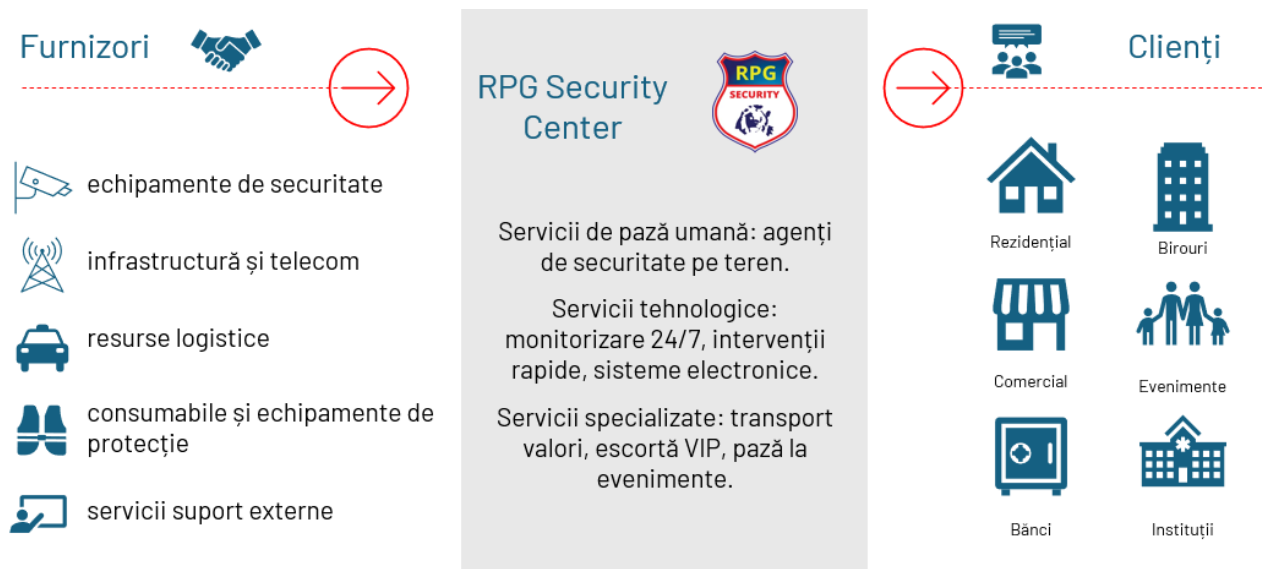 Furnizori
echipamente de securitate
infrastructură și telecom
resurse logistice
consumabile și echipamente de
protecție
servicii suport externe
RPG Security
Center
RPG
SECURITY
Servicii de pază umană: agenți
de securitate pe teren.
Servicii tehnologice:
monitorizare 24/7, intervenții
rapide, sisteme electronice.
Servicii specializate: transport
valori, escortă VIP, pază la
evenimente.
Clienți
Rezidențial
Birouri
Comercial
Evenimente
Bănci
Instituții